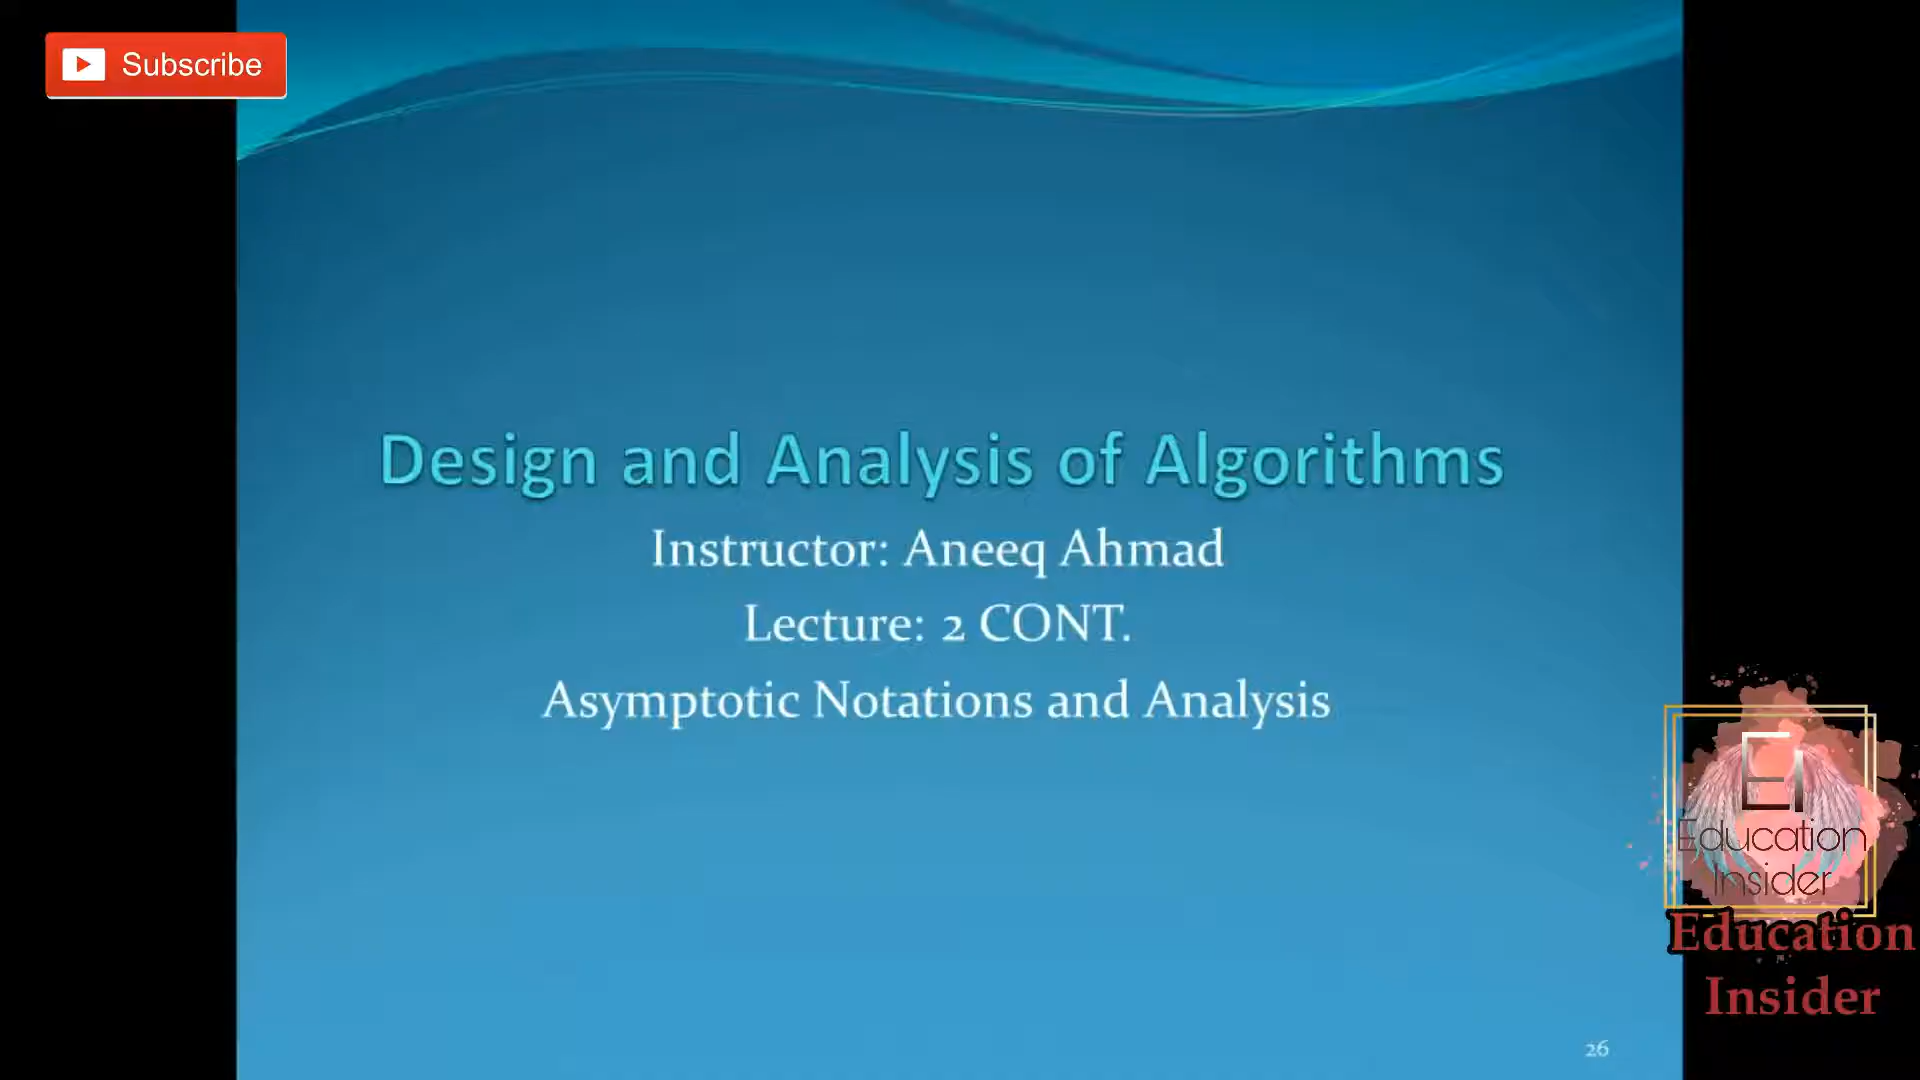 Subscribe
Design and Analysis of Algorithms
Instructor: Aneeq Ahmad
Lecture: 2 CONT.
Asymptotic Notations and Analysis
EI
Education
Insider
Education
Insider
26